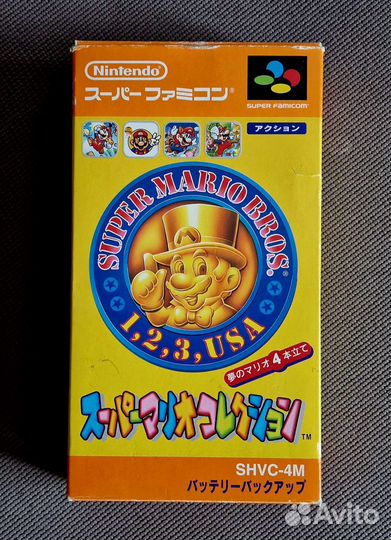 Nintendo
スーパーファミコン®
SUPER FAMICOM™
アクション
SUPER MARIO BROS.®
1,2,3,USA
夢のマリオ4本立て
スーパーマリオコレクション™
SHVC-4M
バッテリーバックアップ
Avito